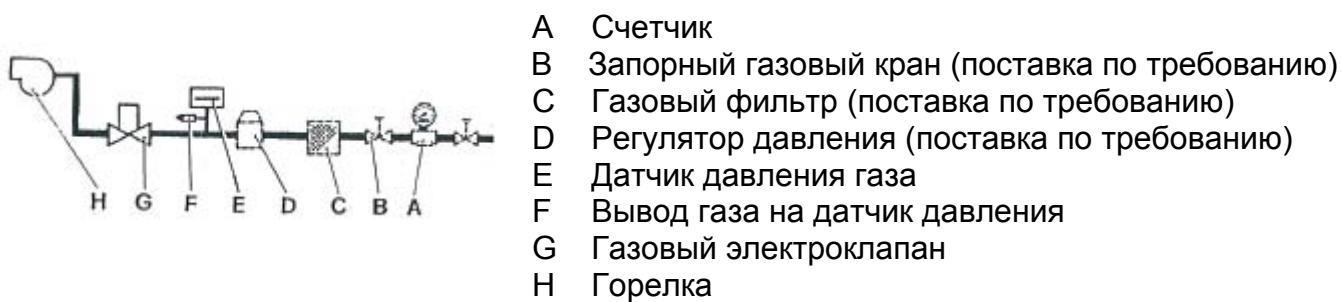 H G F E D C B A
A Счетчик
B Запорный газовый кран (поставка по требованию)
C Газовый фильтр (поставка по требованию)
D Регулятор давления (поставка по требованию)
E Датчик давления газа
F Вывод газа на датчик давления
G Газовый электроклапан
H Горелка